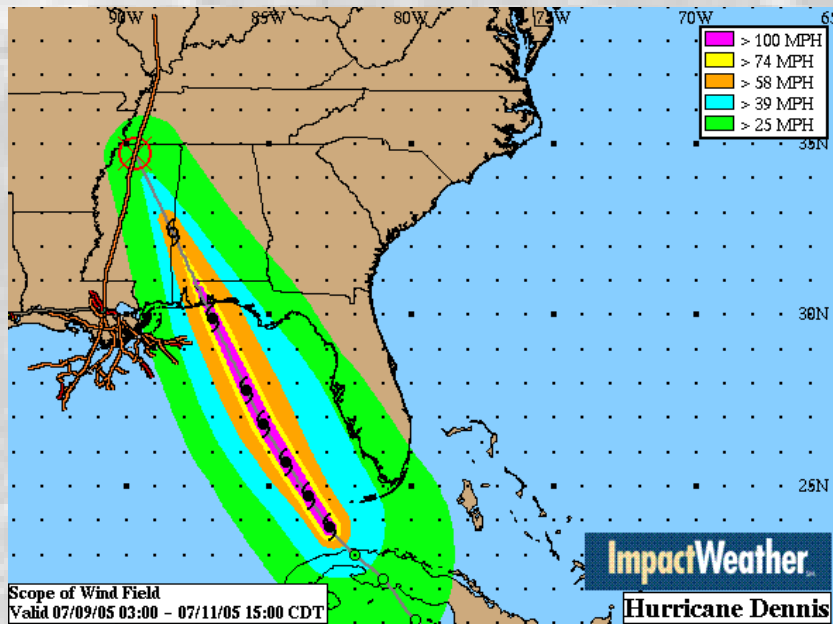 90W 85W 80W 75W 70W 65
> 100 MPH
> 74 MPH
> 58 MPH
> 39 MPH
> 25 MPH
35N
30N
25N
ImpactWeather
Scope of Wind Field
Valid 07/09/05 03:00 - 07/11/05 15:00 CDT
Hurricane Dennis